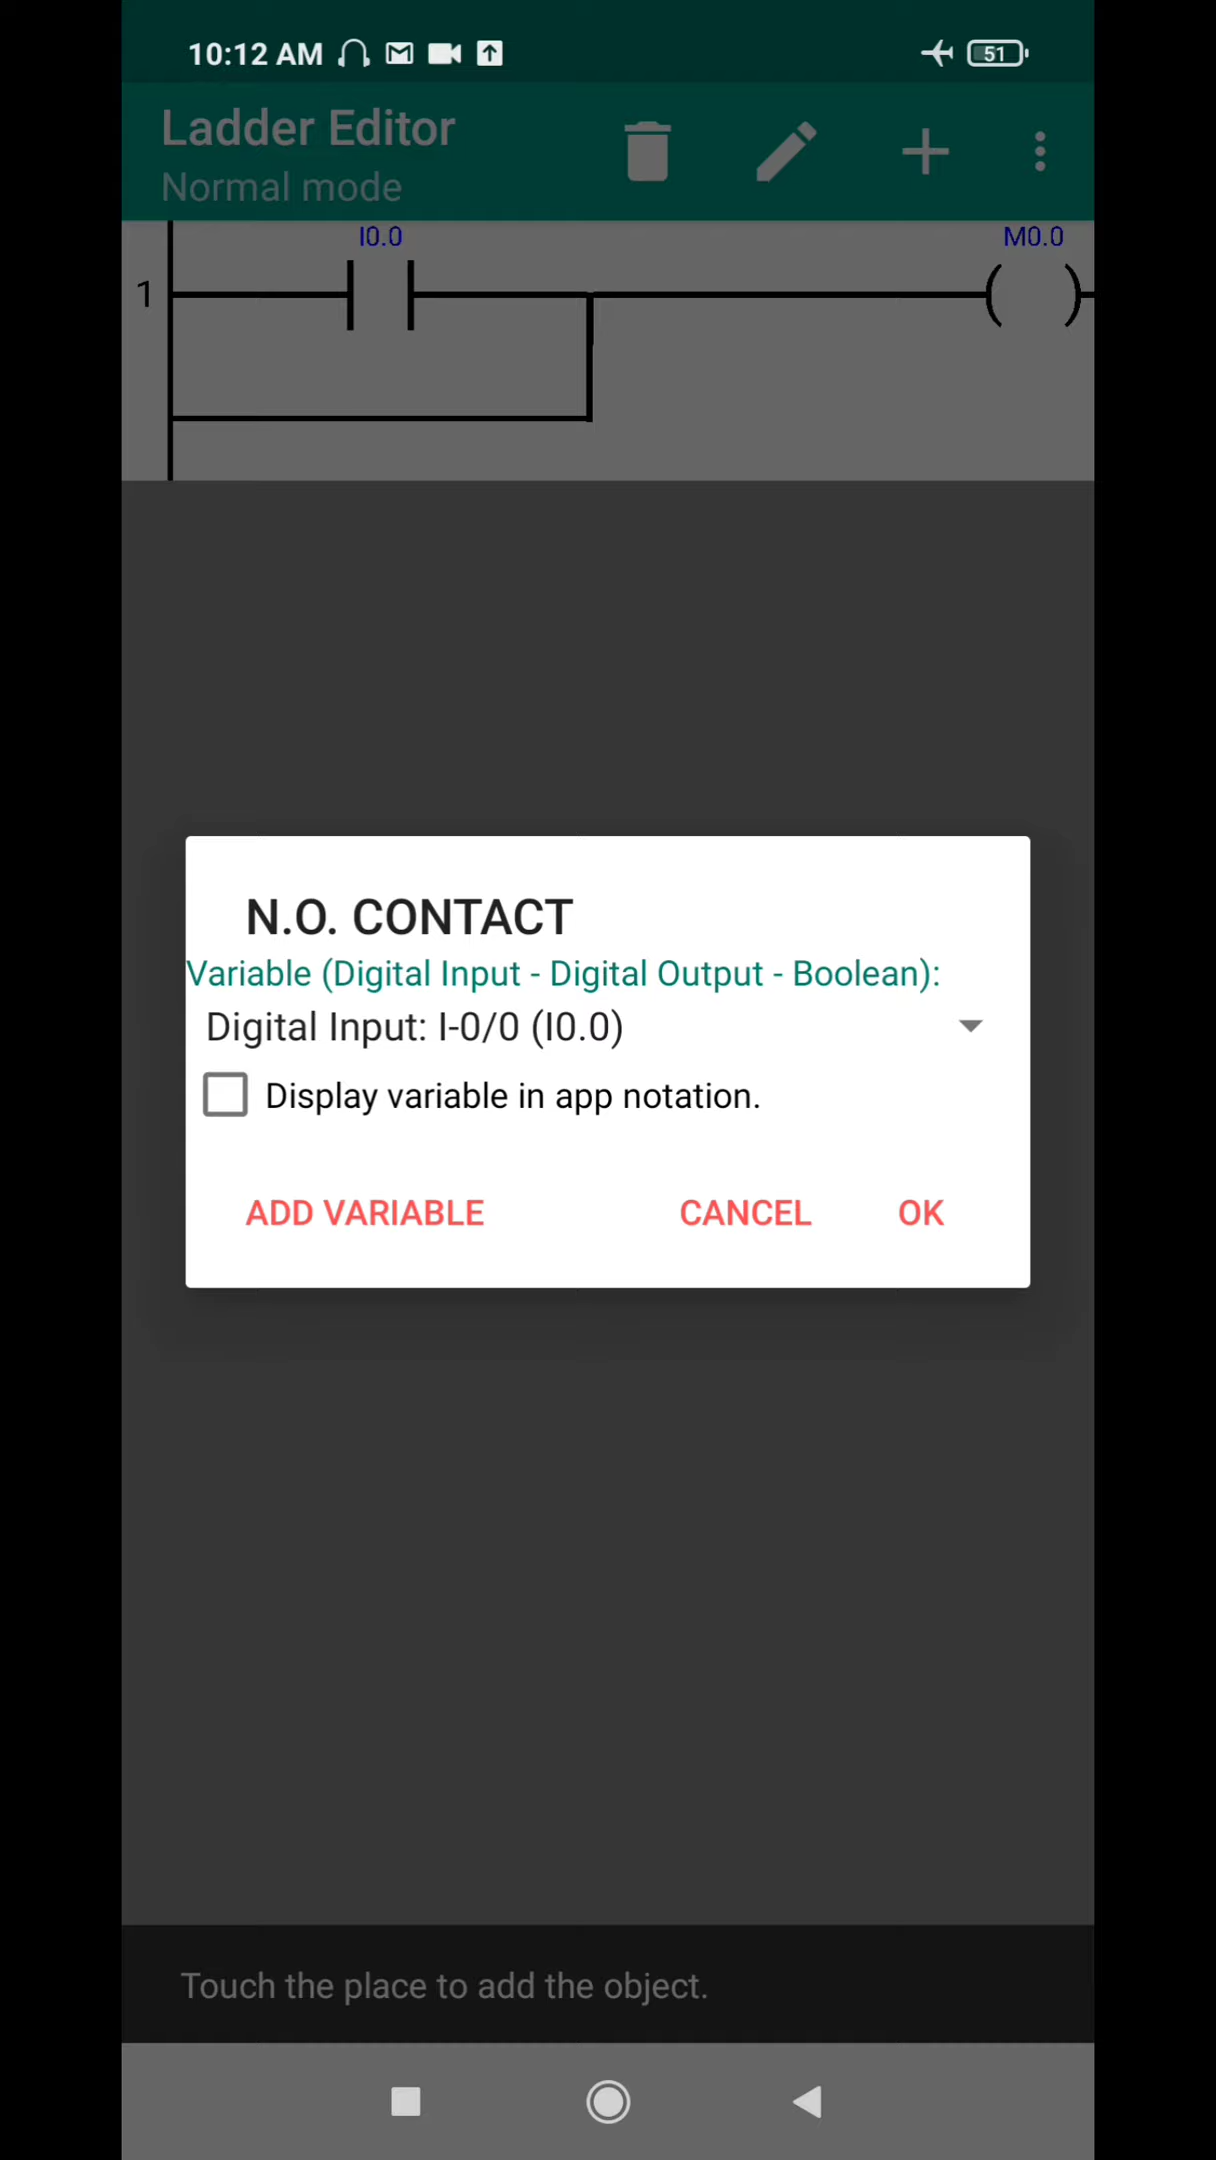 10:12 AM
51
Ladder Editor
Normal mode
I0.0
M0.0
1
N.O. CONTACT
Variable (Digital Input - Digital Output - Boolean):
Digital Input: I-0/0 (I0.0)
Display variable in app notation.
ADD VARIABLE
CANCEL
OK
Touch the place to add the object.